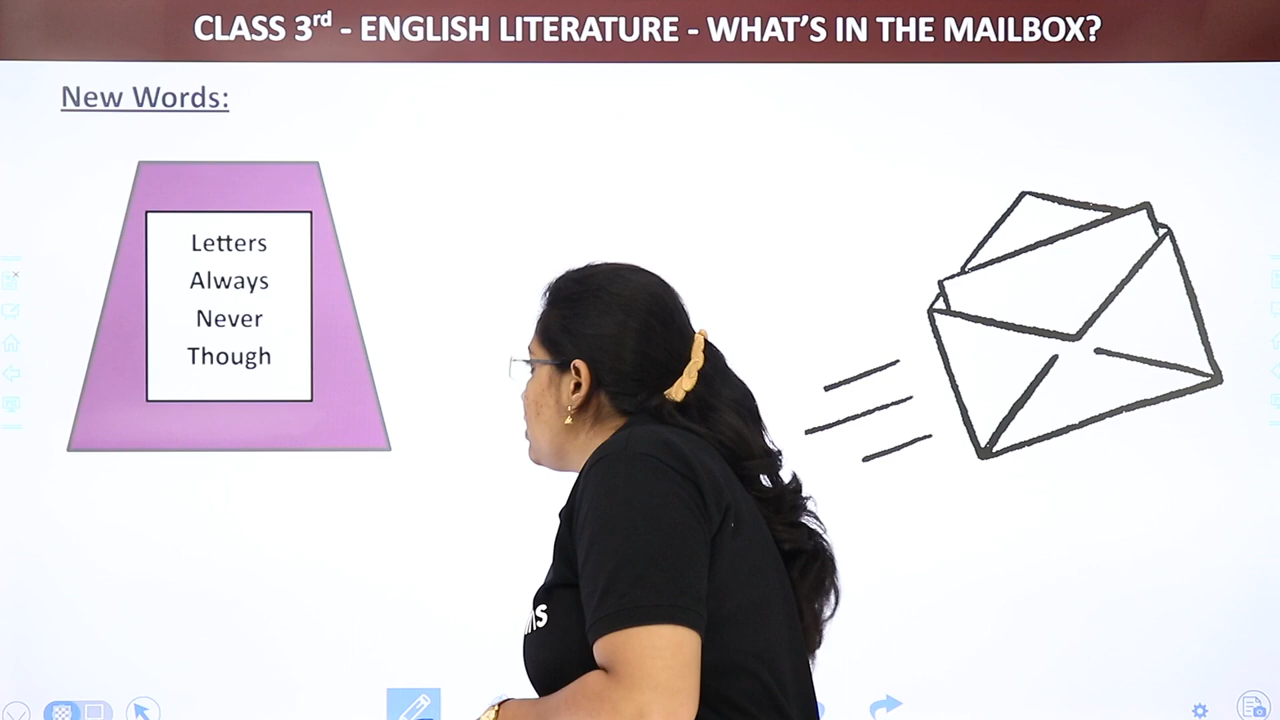 CLASS 3rd - ENGLISH LITERATURE - WHAT'S IN THE MAILBOX?
New Words:
Letters
Always
Never
Though